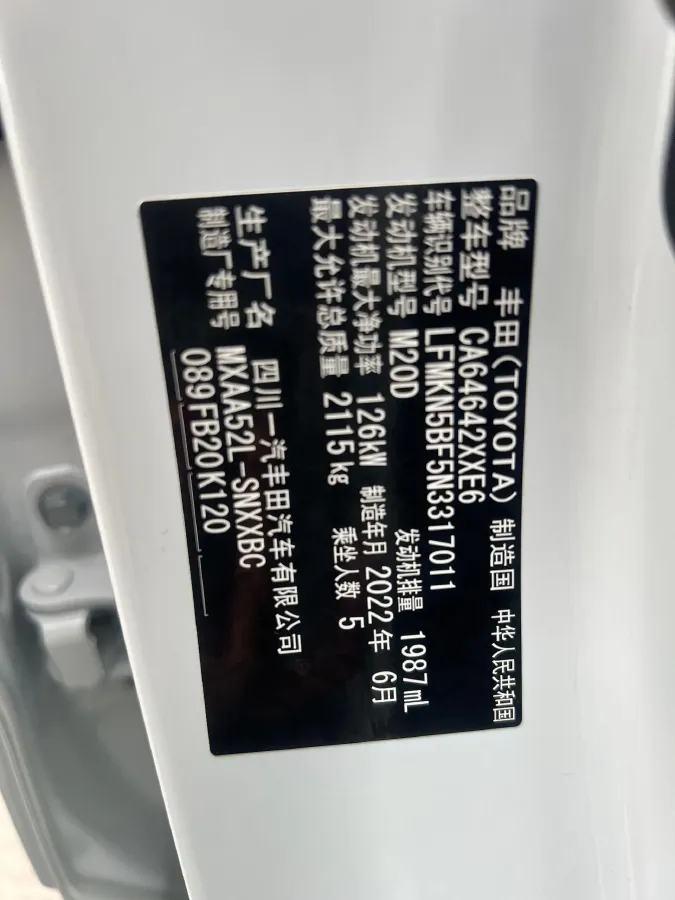 品牌 丰田(TOYOTA) 制造国 中华人民共和国
整车型号 CA64642XXE6
车辆识别代号 LFMKN5BF5N3317011
发动机型号 M20D 发动机排量 1987mL
发动机最大净功率 126kW 制造年月 2022年 6月
最大允许总质量 2115kg 乘坐人数 5
生产厂名 四川一汽丰田汽车有限公司
制造厂专用号 MXAA52L-SNXXBC
089FB20K120